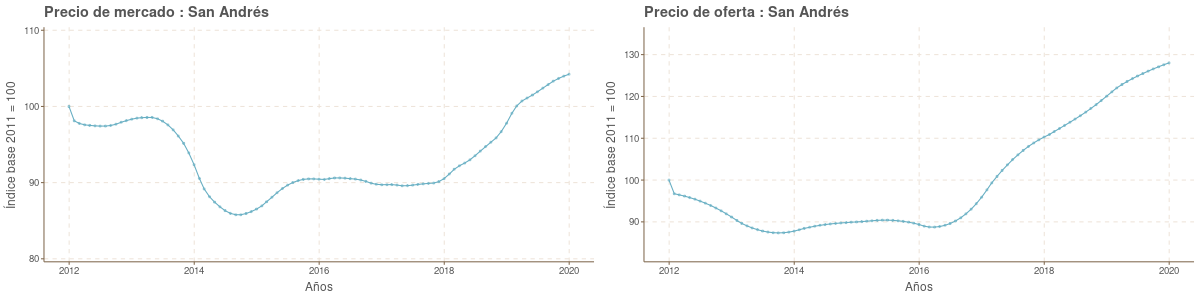 Precio de mercado : San Andrés
Índice base 2011 = 100
110
100
90
80
2012 2014 2016 2018 2020
Años
Precio de oferta : San Andrés
Índice base 2011 = 100
130
120
110
100
90
2012 2014 2016 2018 2020
Años